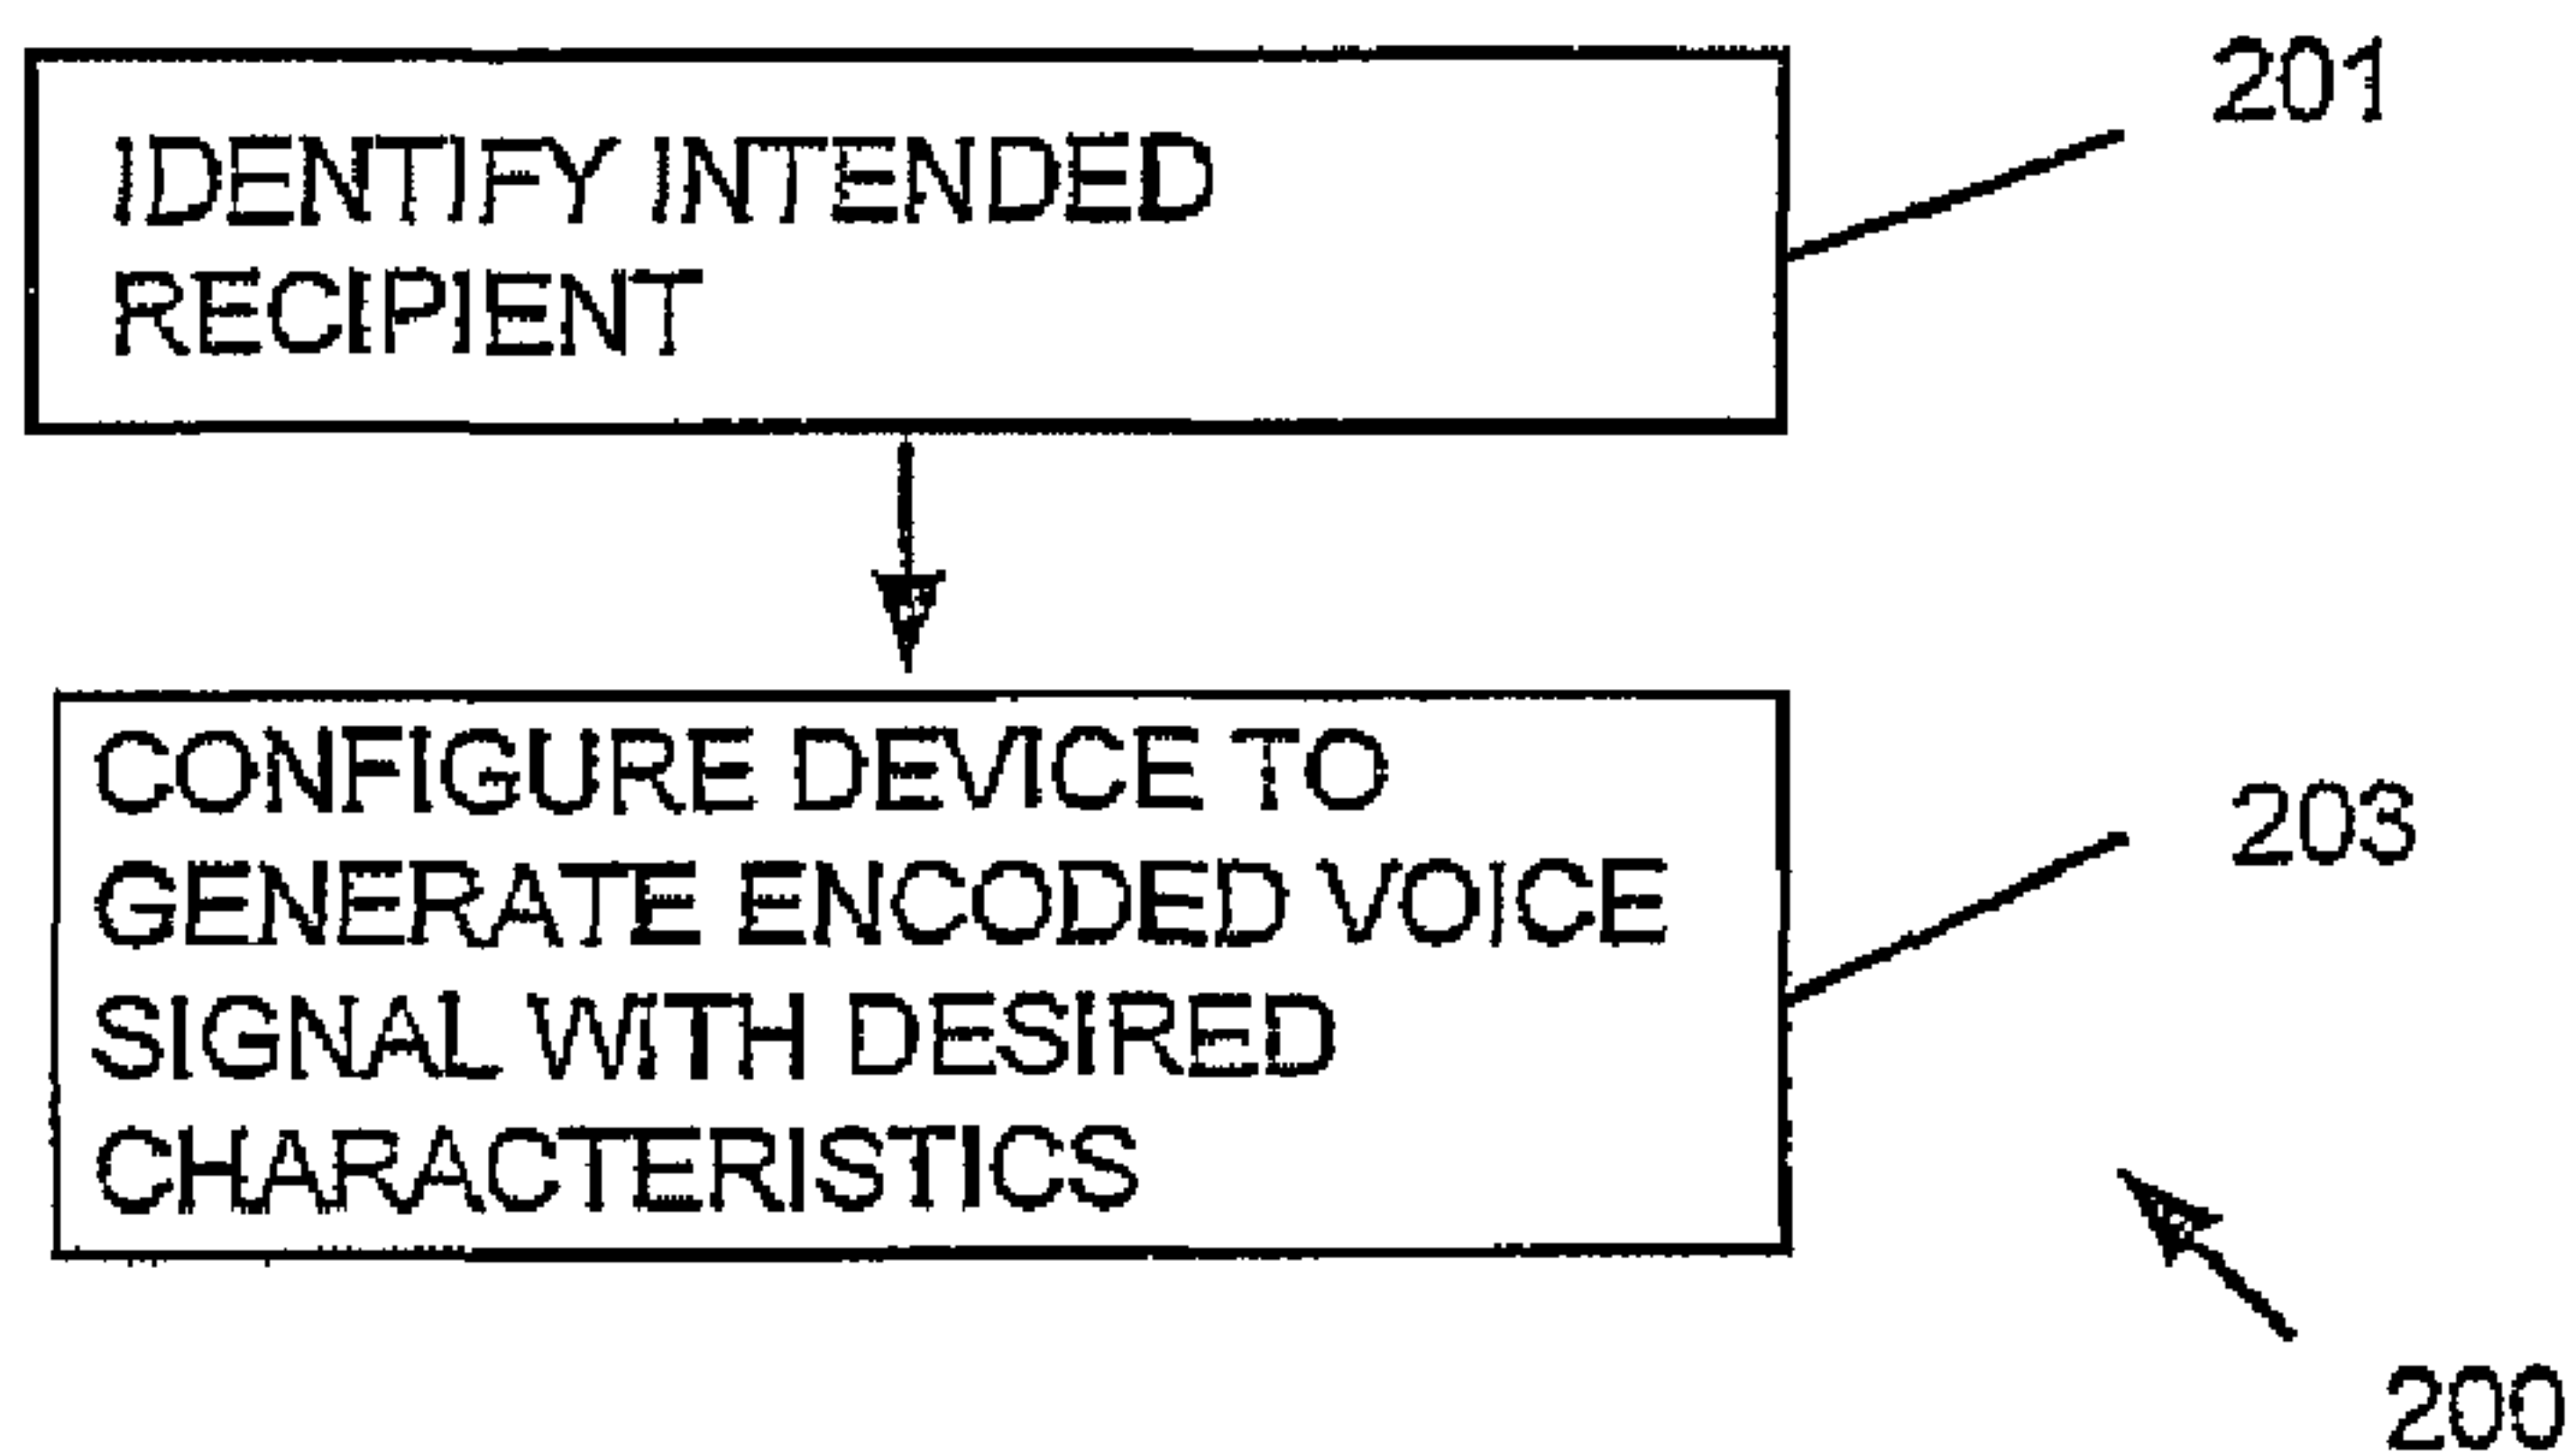 201
IDENTIFY INTENDED
RECIPIENT
CONFIGURE DEVICE TO
GENERATE ENCODED VOICE
SIGNAL WITH DESIRED
CHARACTERISTICS
203
200